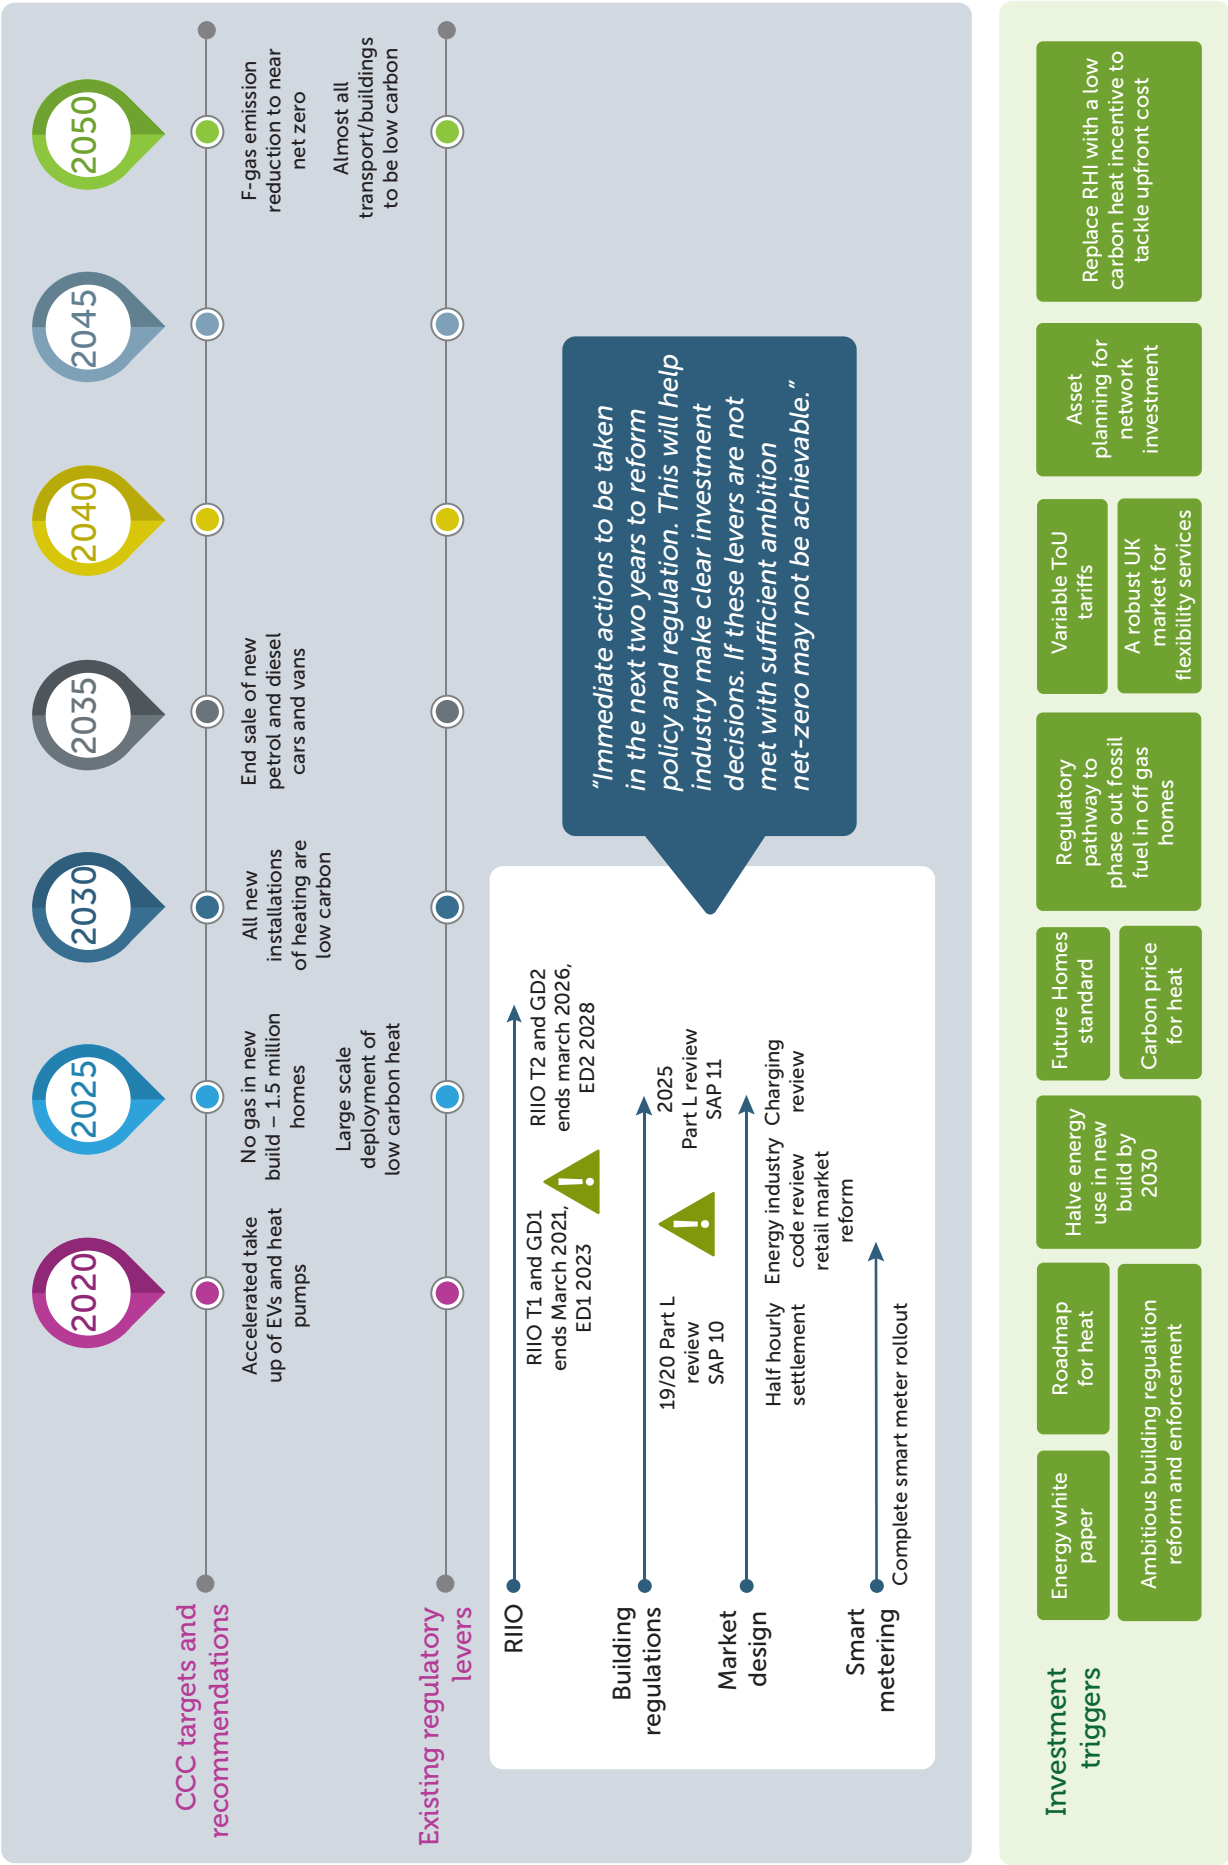 2020
2025
2030
2035
2040
2045
2050
CCC targets and
recommendations
Accelerated take
up of EVs and heat
pumps
No gas in new
build – 1.5 million
homes
Large scale
deployment of
low carbon heat
All new
installations
of heating are
low carbon
End sale of new
petrol and diesel
cars and vans
F-gas emission
reduction to near
net zero
Almost all
transport/buildings
to be low carbon
Existing regulatory
levers
RIIO
RIIO T1 and GD1
ends March 2021,
ED1 2023
RIIO T2 and GD2
ends march 2026,
ED2 2028
Building
regulations
19/20 Part L
review
SAP 10
2025
Part L review
SAP 11
Market
design
Half hourly
settlement
Energy industry
code review
retail market
reform
Charging
review
Smart
metering
Complete smart meter rollout
“Immediate actions to be taken
in the next two years to reform
policy and regulation. This will help
industry make clear investment
decisions. If these levers are not
met with sufficient ambition
net-zero may not be achievable.”
Investment
triggers
Energy white
paper
Roadmap
for heat
Ambitious building regualtion
reform and enforcement
Halve energy
use in new
build by
2030
Future Homes
standard
Carbon price
for heat
Regulatory
pathway to
phase out fossil
fuel in off gas
homes
Variable ToU
tariffs
A robust UK
market for
flexibility services
Asset
planning for
network
investment
Replace RHI with a low
carbon heat incentive to
tackle upfront cost